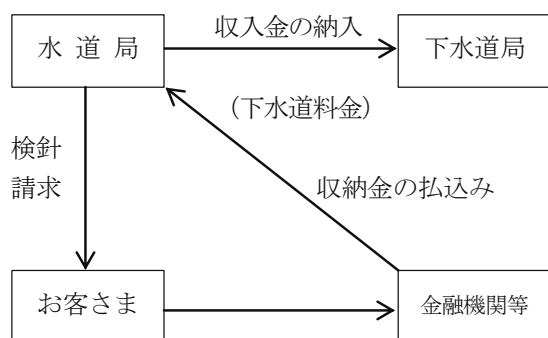 水 道 局
収入金の納入
下水道局
(下水道料金)
検針
請求
収納金の払込み
お客さま
金融機関等